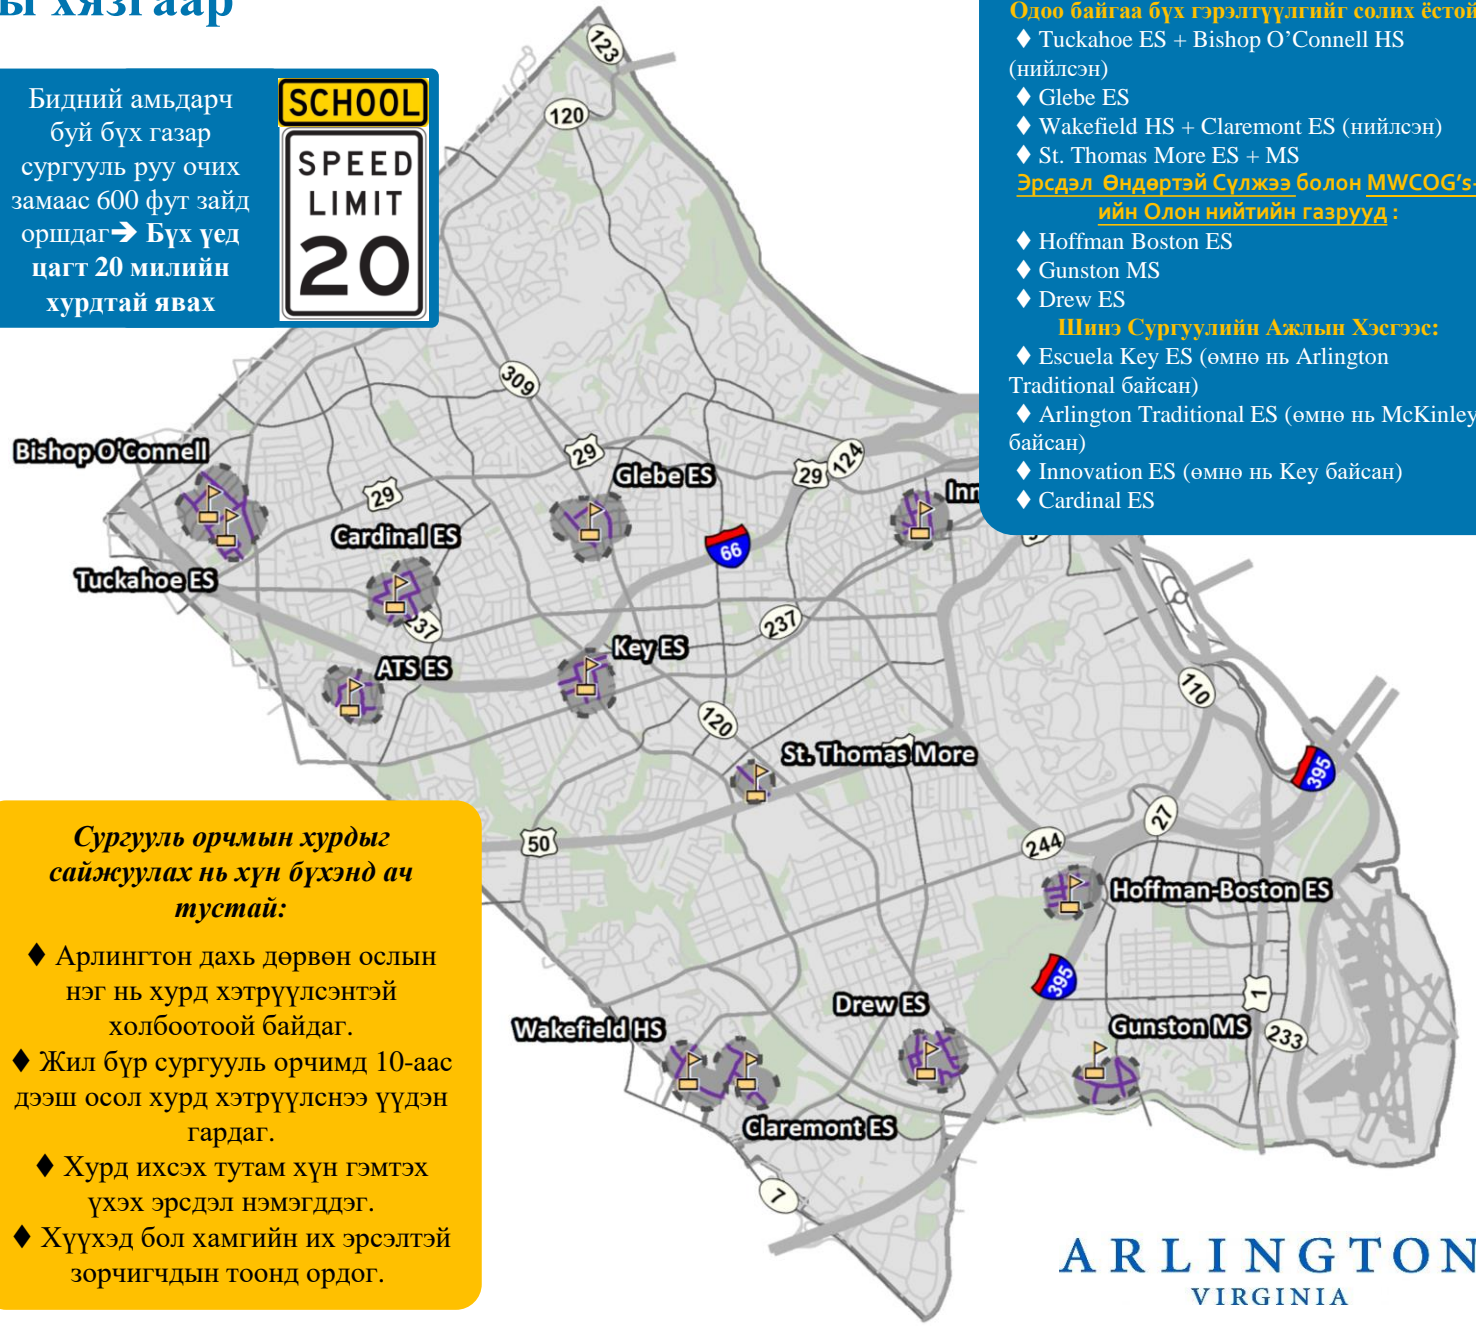 ы хязгаар
Бидний амьдарч
буй бүх газар
сургууль руу очих
замаас 600 фут зайд
оршдаг➔ Бүх үед
цагт 20 милийн
хурдтай явах
SCHOOL
SPEED
LIMIT
20
Одоо байгаа бүх гэрэлтүүлгийг солих ёстой
♦ Tuckahoe ES + Bishop O’Connell HS
(нийлсэн)
♦ Glebe ES
♦ Wakefield HS + Claremont ES (нийлсэн)
♦ St. Thomas More ES + MS
Эрсдэл Өндөртэй Сүлжээ болон MWCOG’s-
ийн Олон нийтийн газрууд :
♦ Hoffman Boston ES
♦ Gunston MS
♦ Drew ES
Шинэ Сургуулийн Ажлын Хэсгээс:
♦ Escuela Key ES (өмнө нь Arlington
Traditional байсан)
♦ Arlington Traditional ES (өмнө нь McKinley
байсан)
♦ Innovation ES (өмнө нь Key байсан)
♦ Cardinal ES
123
120
309
29
29
29
124
Bishop O'Connell
Glebe ES
Inn
Cardinal ES
66
Tuckahoe ES
237
237
Key ES
ATS ES
110
120
St. Thomas More
395
27
50
244
Hoffman-Boston ES
395
1
Drew ES
Wakefield HS
Gunston MS
233
Claremont ES
7
Сургууль орчмын хурдыг
сайжуулах нь хүн бүхэнд ач
тустай:
♦ Арлингтон дахь дөрвөн ослын
нэг нь хурд хэтрүүлсэнтэй
холбоотоой байдаг.
♦ Жил бүр сургууль орчимд 10-аас
дээш осол хурд хэтрүүлснээ үүдэн
гардаг.
♦ Хурд ихсэх тутам хүн гэмтэх
үхэх эрсдэл нэмэгддэг.
♦ Хүүхэд бол хамгийн их эрсэлтэй
зорчигчдын тоонд ордог.
ARLINGTON
VIRGINIA